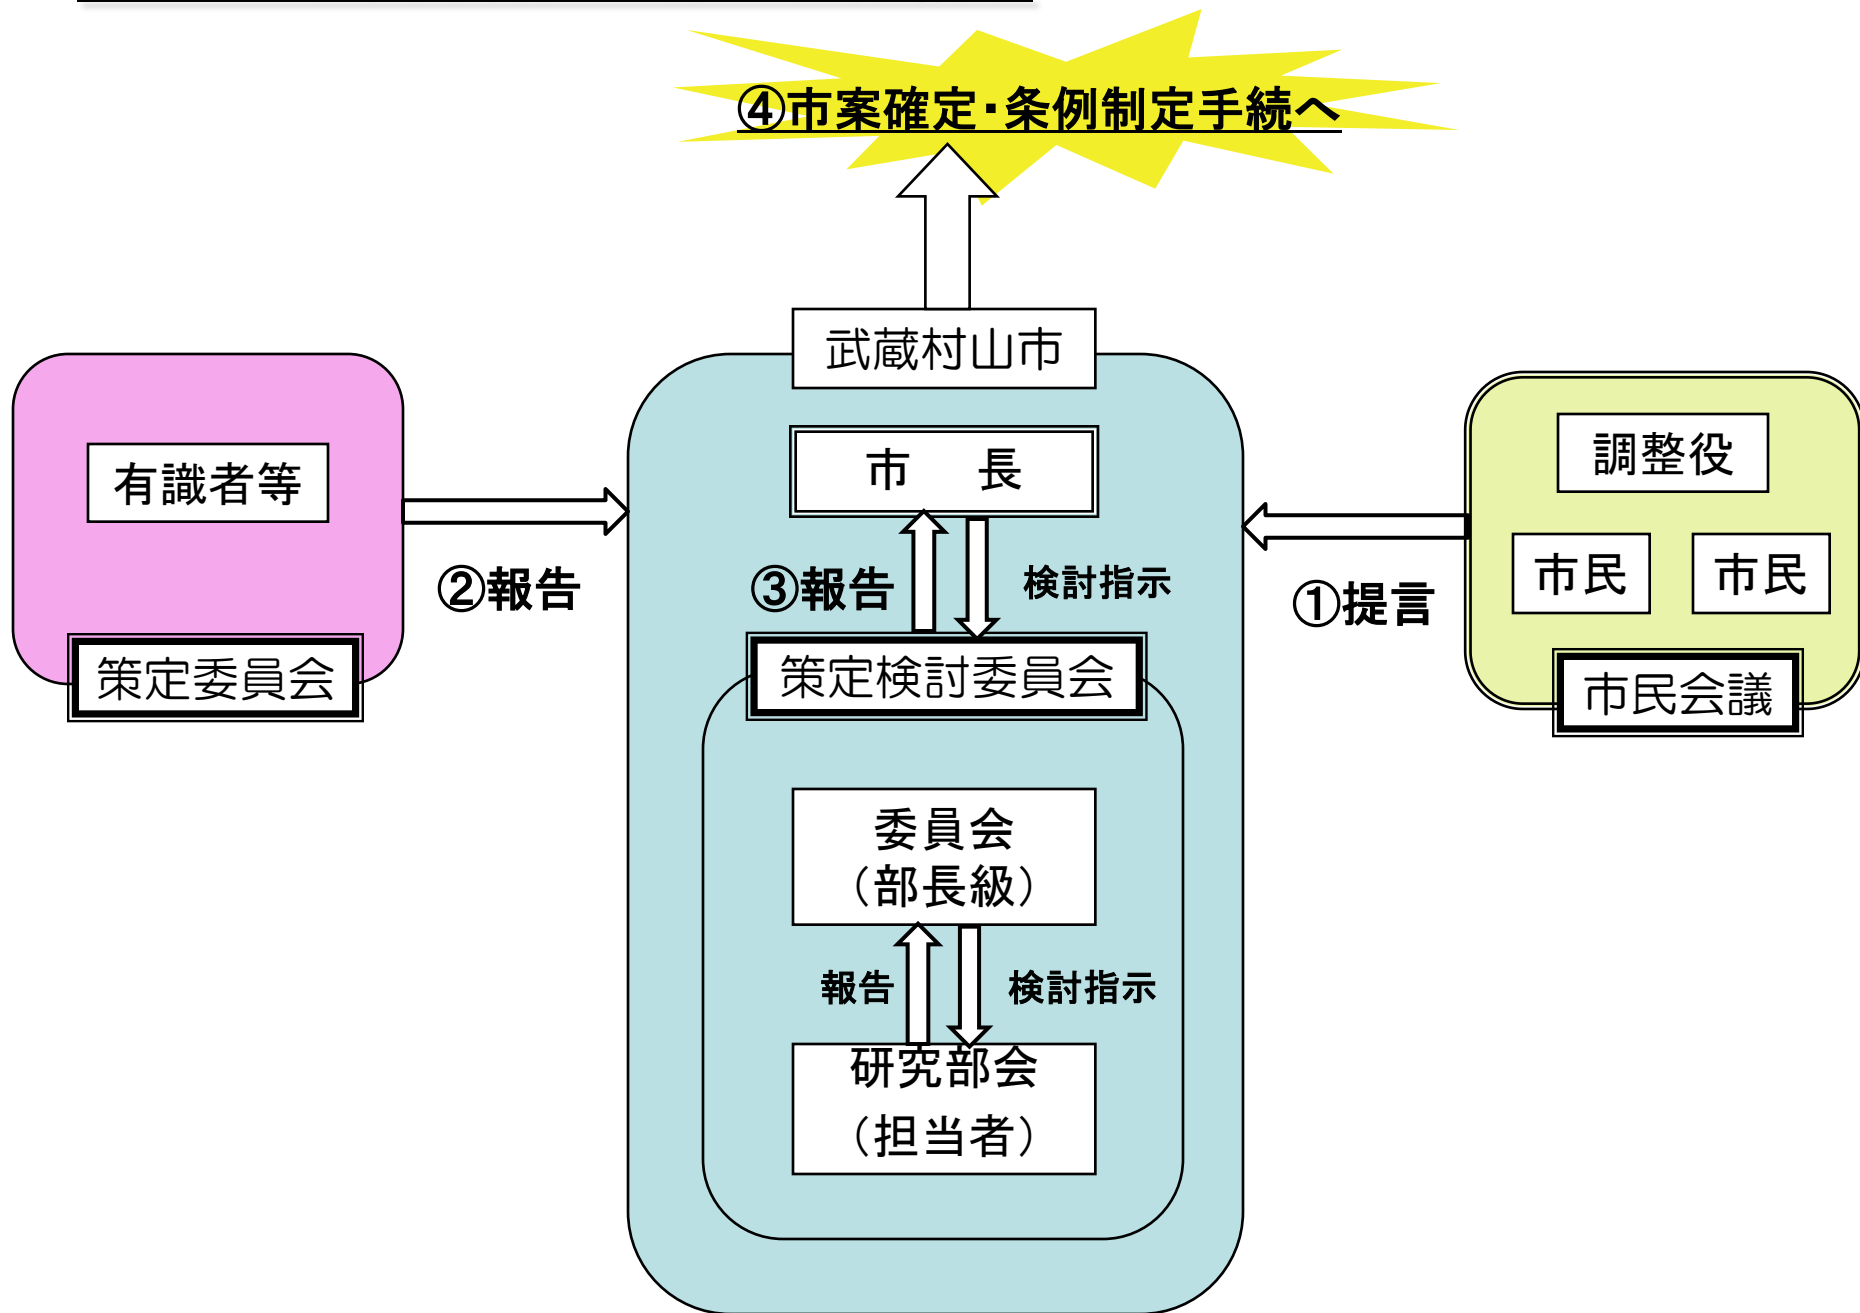 ④市案確定・条例制定手続へ
武蔵村山市
市　長
③報告
検討指示
策定検討委員会
委員会
（部長級）
報告
検討指示
研究部会
（担当者）
有識者等
②報告
策定委員会
調整役
市民
市民
①提言
市民会議